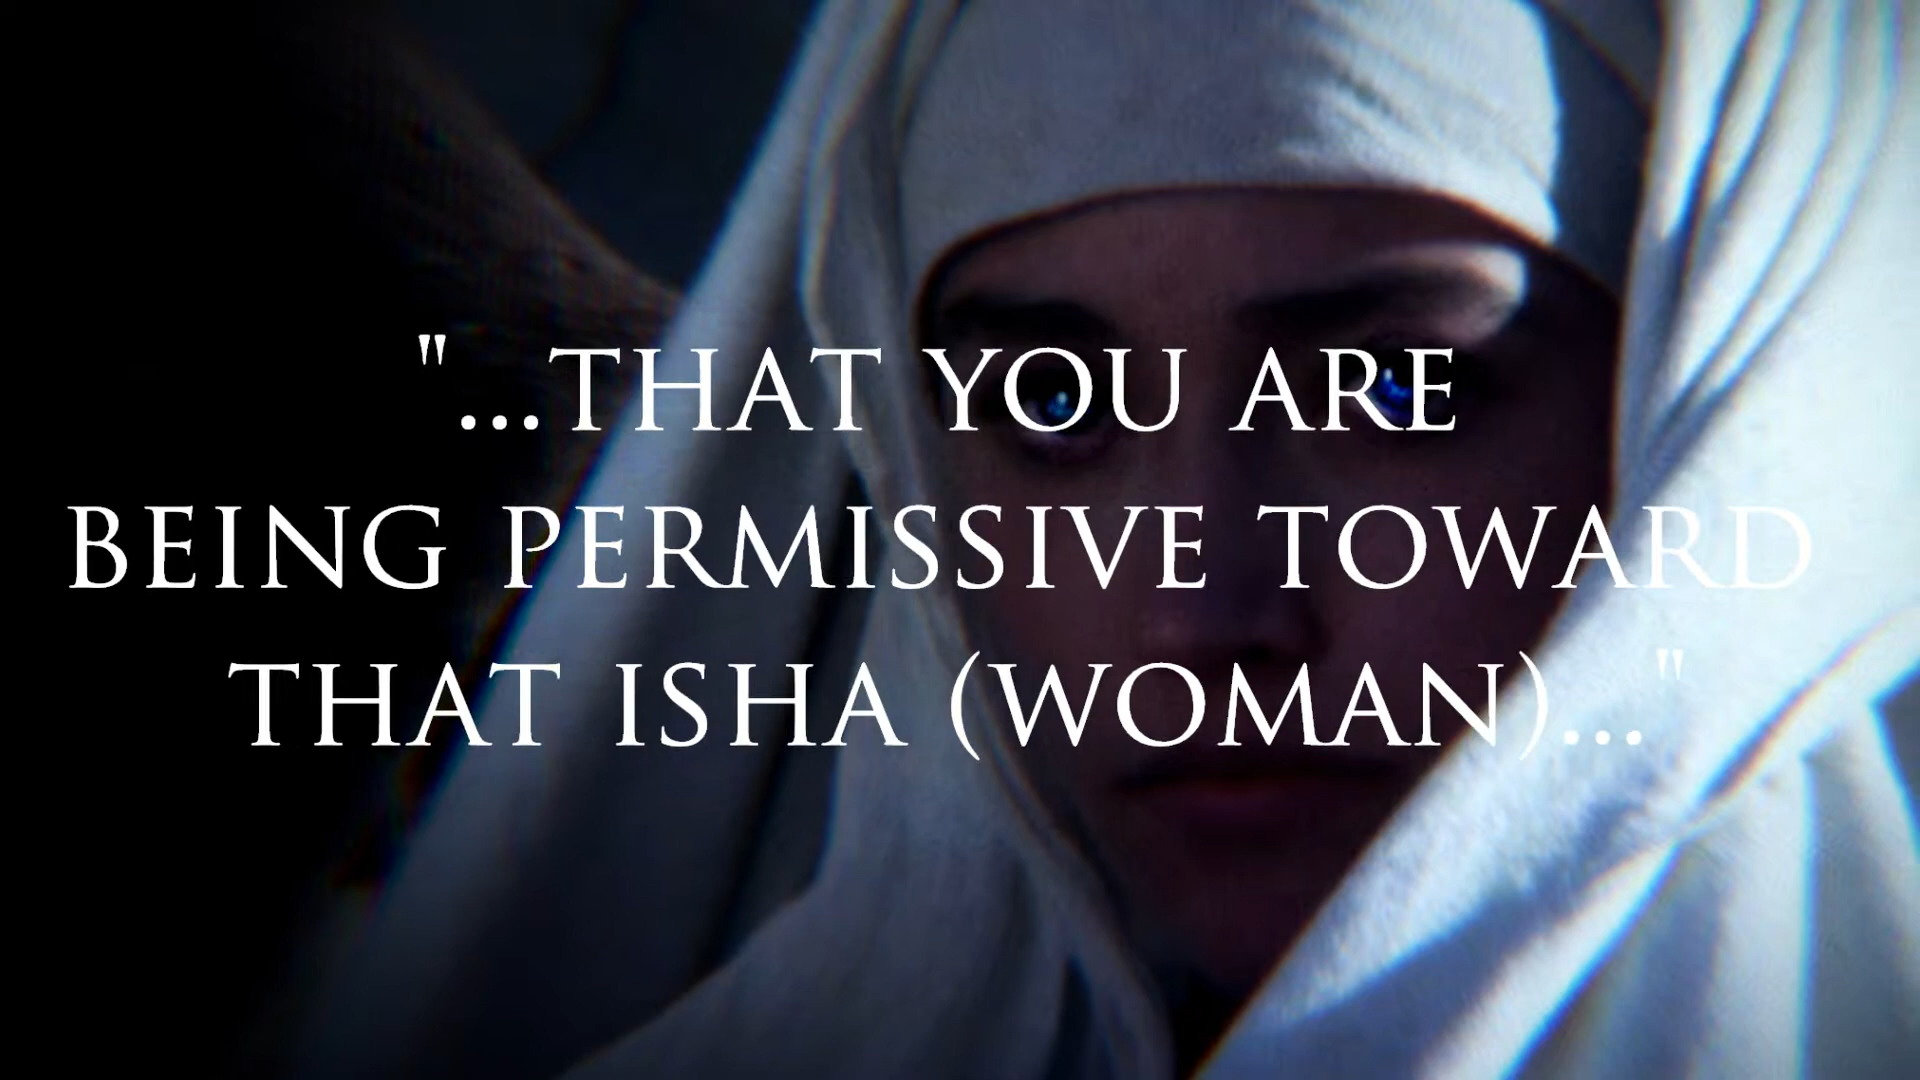 "...THAT YOU ARE
BEING PERMISSIVE TOWARD
THAT ISHA (WOMAN)..."